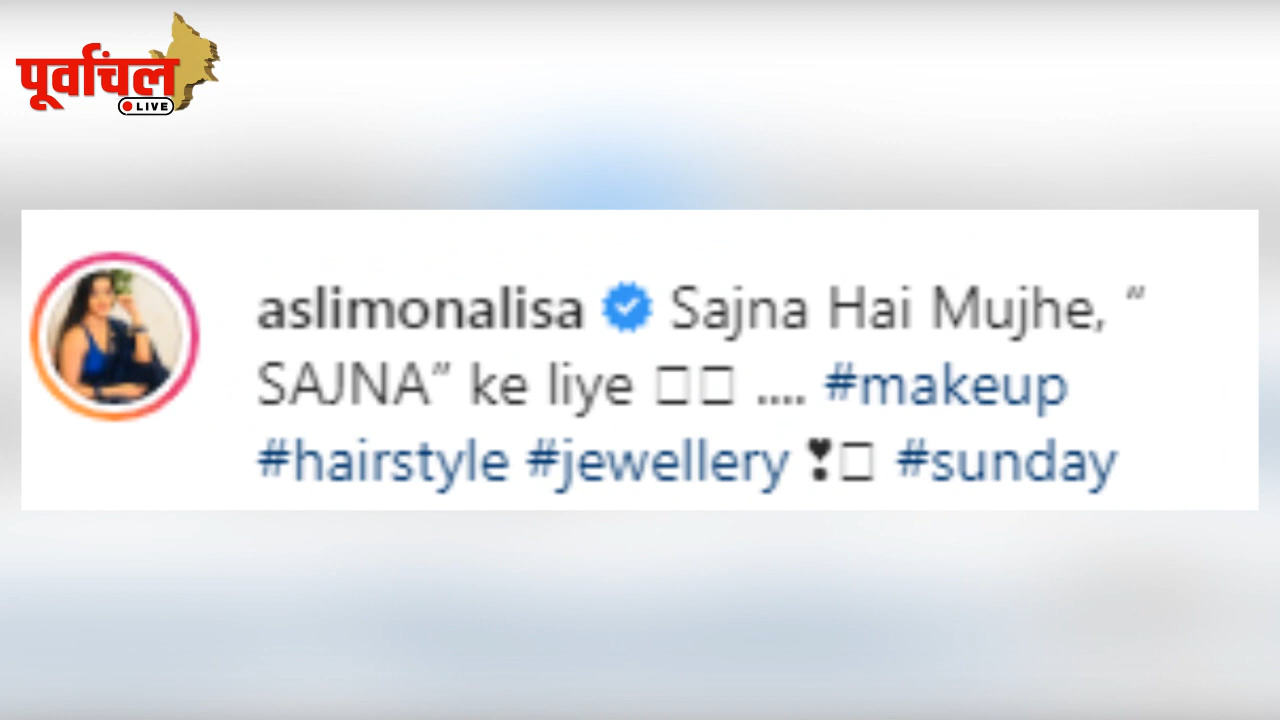 पूर्वांचल
LIVE
aslimonalisa Sajna Hai Mujhe, “
SAJNA” ke liye □□ .... #makeup
#hairstyle #jewellery ❣□ #sunday